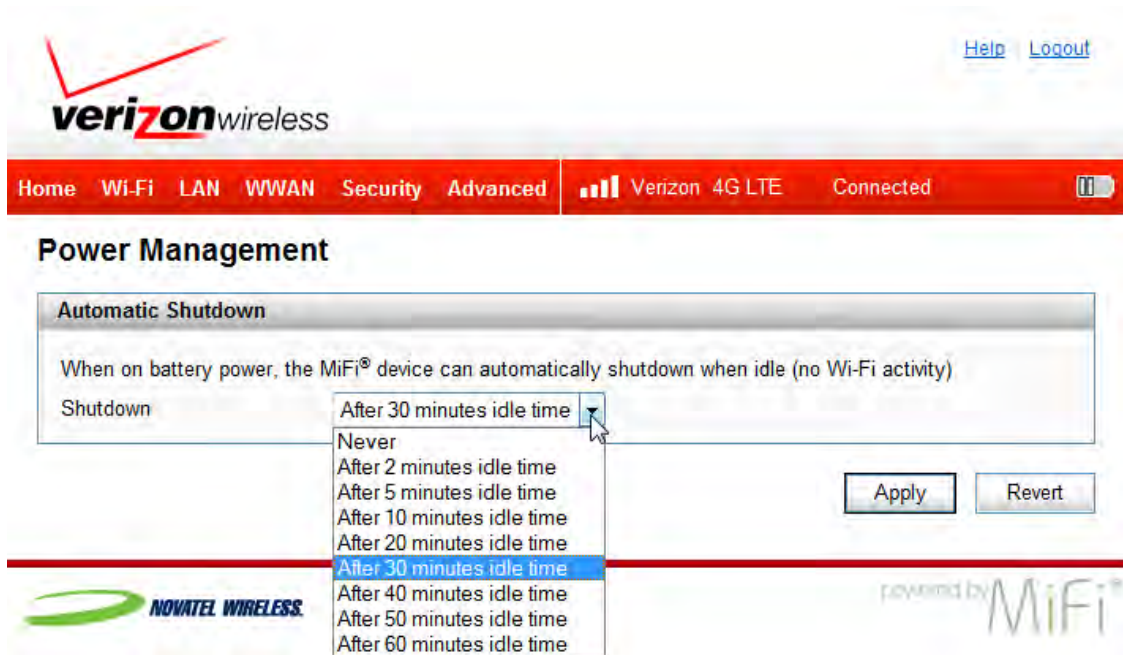 Help Logout
verizonwireless
Home Wi-Fi LAN WWAN Security Advanced Verizon 4G LTE Connected
Power Management
Automatic Shutdown
When on battery power, the MiFi® device can automatically shutdown when idle (no Wi-Fi activity)
Shutdown After 30 minutes idle time
Never
After 2 minutes idle time
After 5 minutes idle time
After 10 minutes idle time
After 20 minutes idle time
After 30 minutes idle time
After 40 minutes idle time
After 50 minutes idle time
After 60 minutes idle time
Apply Revert
NOVATEL WIRELESS.
powered by MiFi®